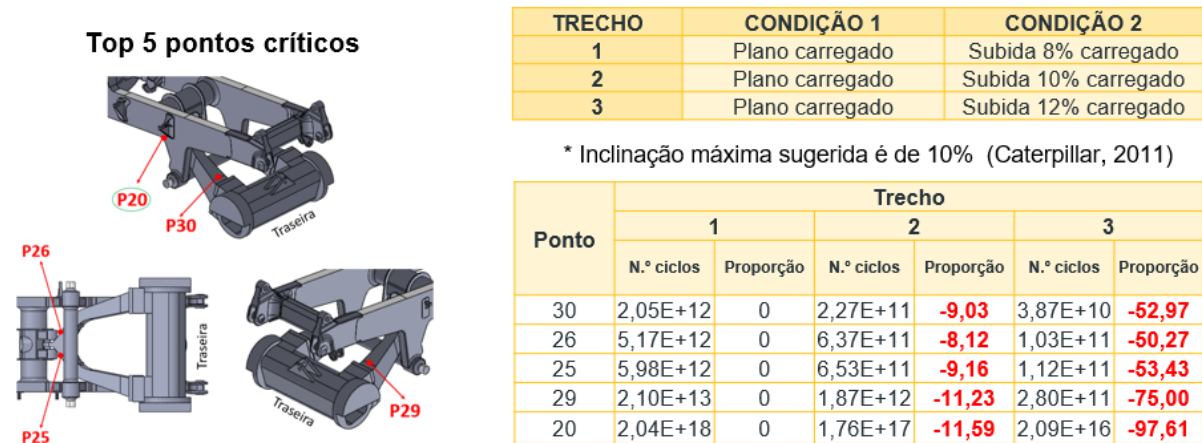 Top 5 pontos críticos
P20
P30
Traseira
P26
P25
Traseira
Traseira
P29
TRECHO CONDIÇÃO 1 CONDIÇÃO 2
1 Plano carregado Subida 8% carregado
2 Plano carregado Subida 10% carregado
3 Plano carregado Subida 12% carregado
* Inclinação máxima sugerida é de 10% (Caterpillar, 2011)
Ponto Trecho
1 2 3
N.º ciclos Proporção N.º ciclos Proporção N.º ciclos Proporção
30 2,05E+12 0 2,27E+11 -9,03 3,87E+10 -52,97
26 5,17E+12 0 6,37E+11 -8,12 1,03E+11 -50,27
25 5,98E+12 0 6,53E+11 -9,16 1,12E+11 -53,43
29 2,10E+13 0 1,87E+12 -11,23 2,80E+11 -75,00
20 2,04E+18 0 1,76E+17 -11,59 2,09E+16 -97,61